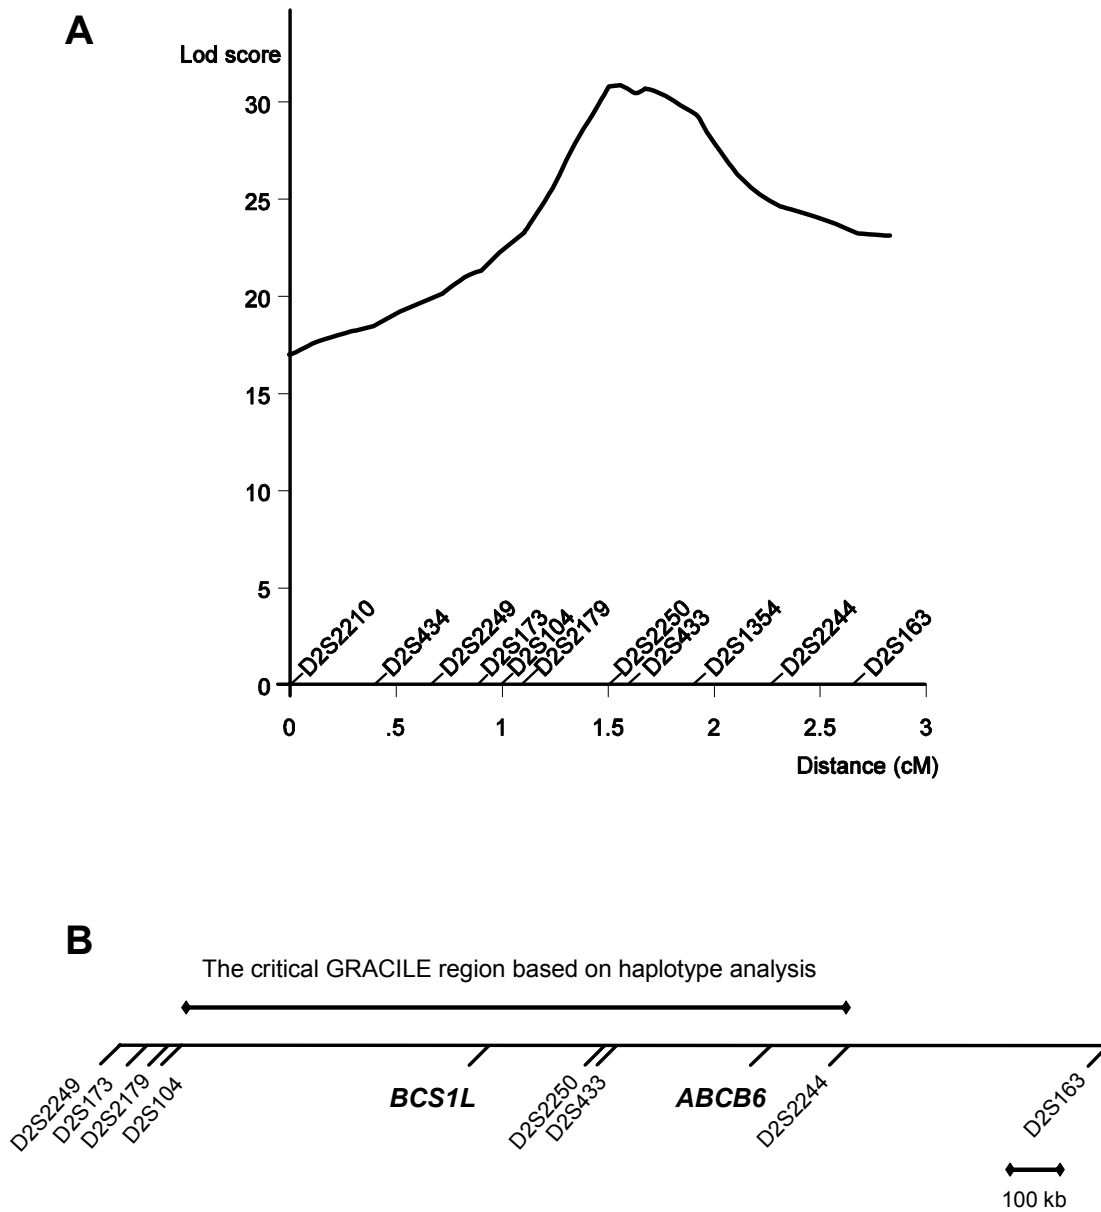 A
Lod score
30
25
20
15
10
5
0
D2S2210
D2S434
D2S2249
D2S173
D2S104
D2S2179
D2S2250
D2S433
D2S1354
D2S2244
D2S163
0 .5 1 1.5 2 2.5 3
Distance (cM)
B
The critical GRACILE region based on haplotype analysis
D2S2249
D2S173
D2S2179
D2S104
BCS1L
D2S2250
D2S433
ABCB6
D2S2244
D2S163
100 kb